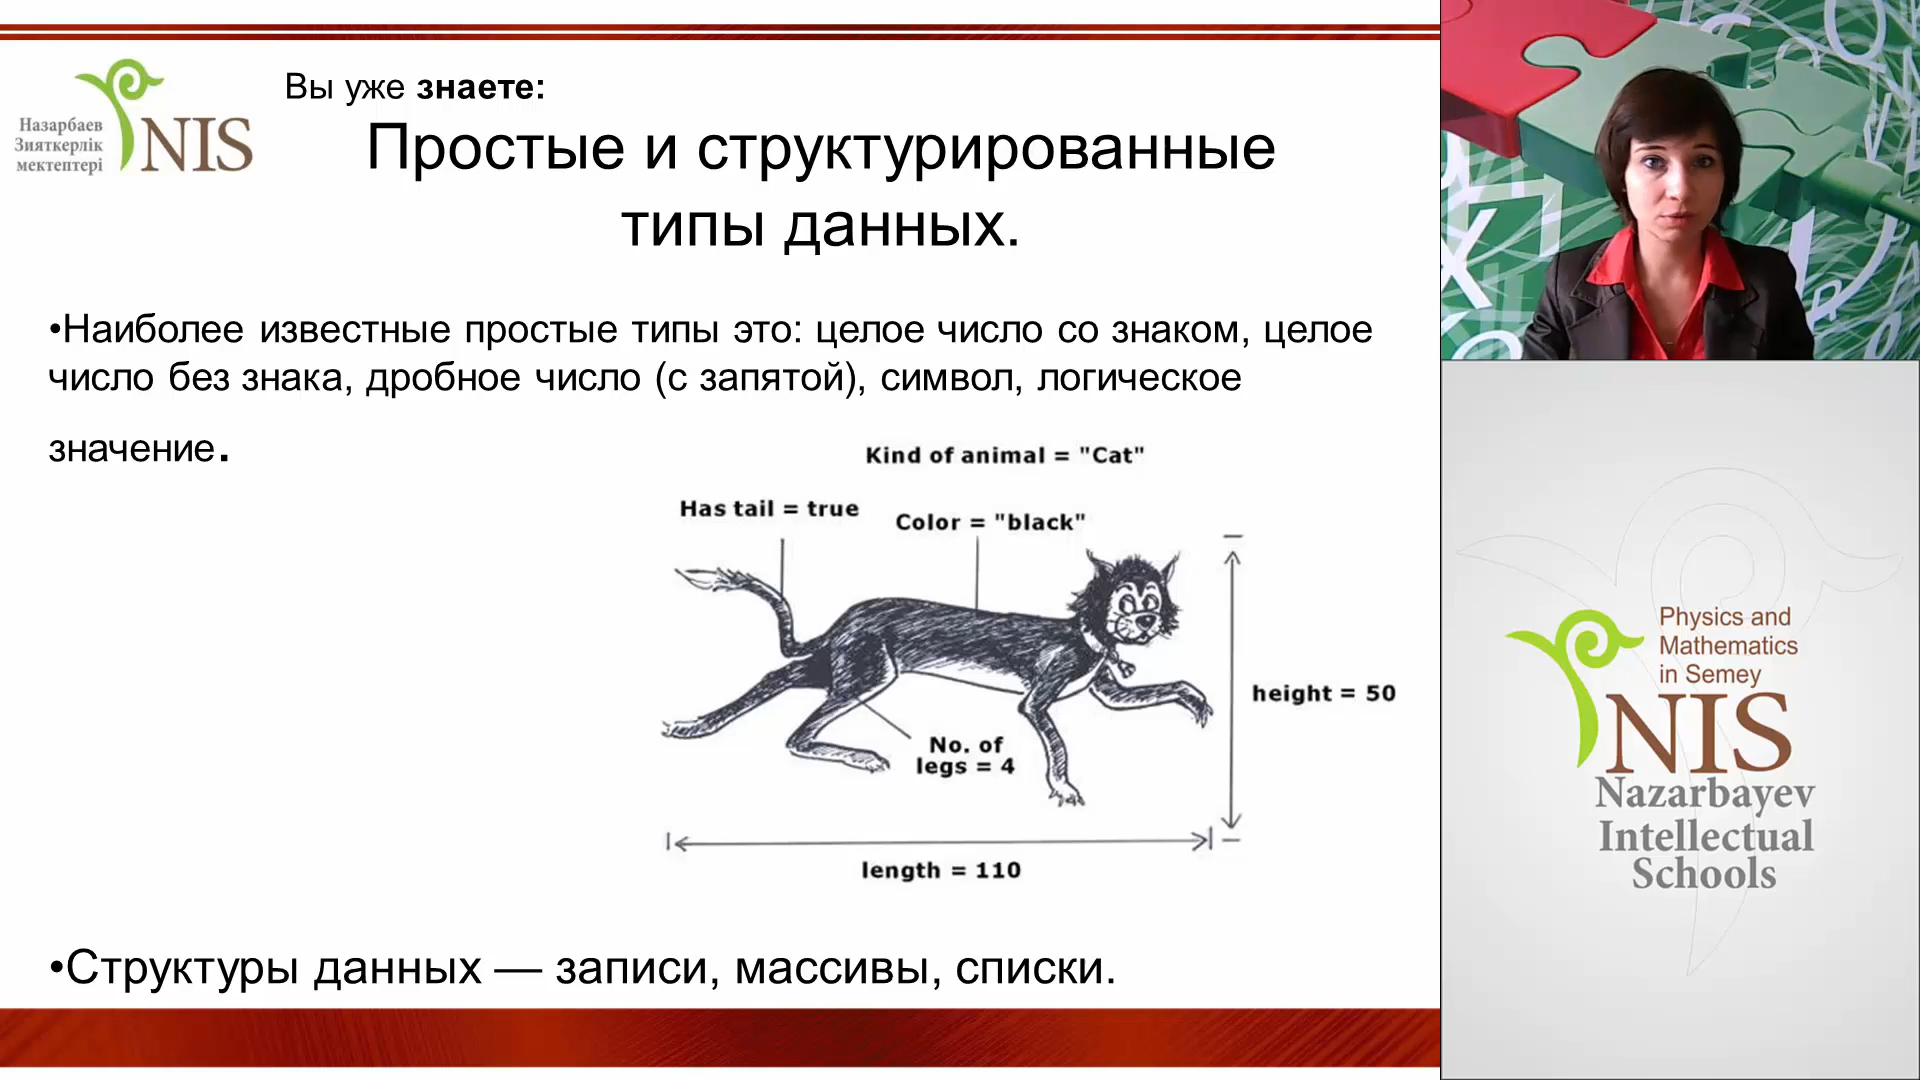 Вы уже знаете:
Назарбаев
Зияткерлік
мектептері
NIS
Простые и структурированные
типы данных.
•Наиболее известные простые типы это: целое число со знаком, целое
число без знака, дробное число (с запятой), символ, логическое
значение.
Kind of animal = "Cat"
Has tail = true
Color = "black"
height = 50
No. of
legs = 4
length = 110
•Структуры данных — записи, массивы, списки.
Physics and
Mathematics
in Semey
NIS
Nazarbayev
Intellectual
Schools